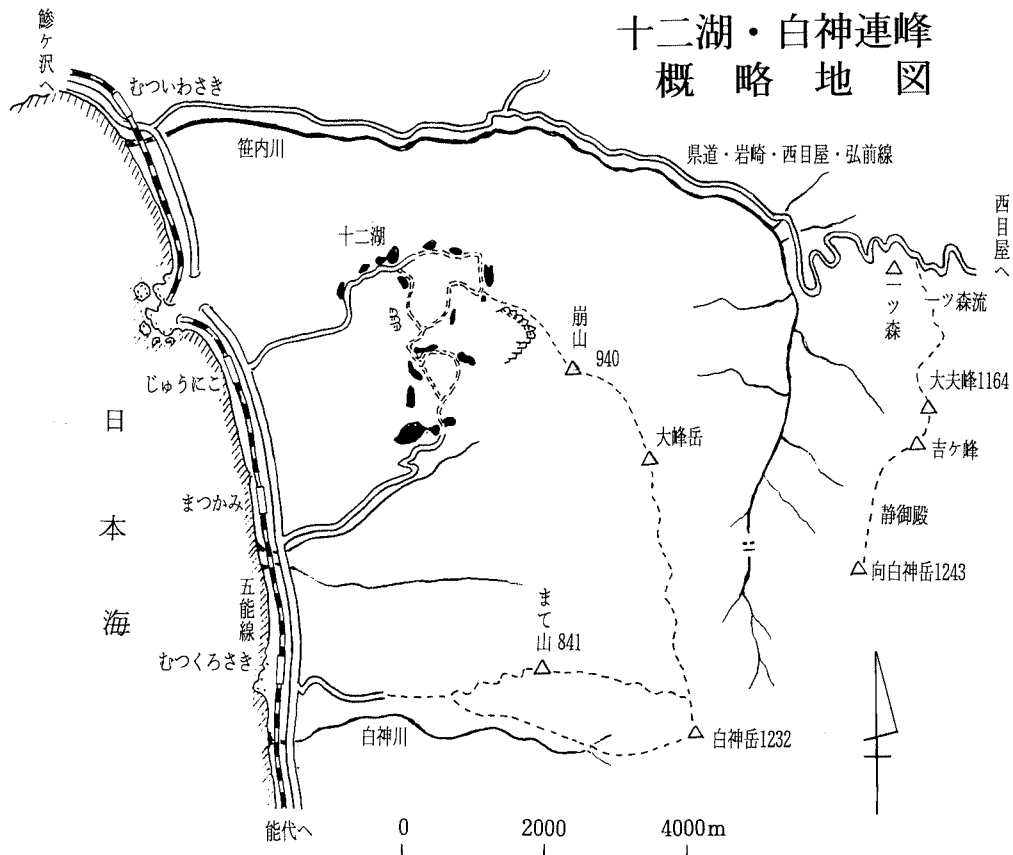 十二湖・白神連峰
概略地図
鰺ヶ沢へ
むついわさき
笹内川
県道・岩崎・西目屋・弘前線
西目屋へ
十二湖
一ツ森
一ツ森流
崩山
940
じゅうにこ
大夫峰1164
日本海
大峰岳
吉ケ峰
まつかみ
静御殿
向白神岳1243
五能線
まて山 841
むつくろさき
白神川
白神岳1232
能代へ
0 2000 4000m